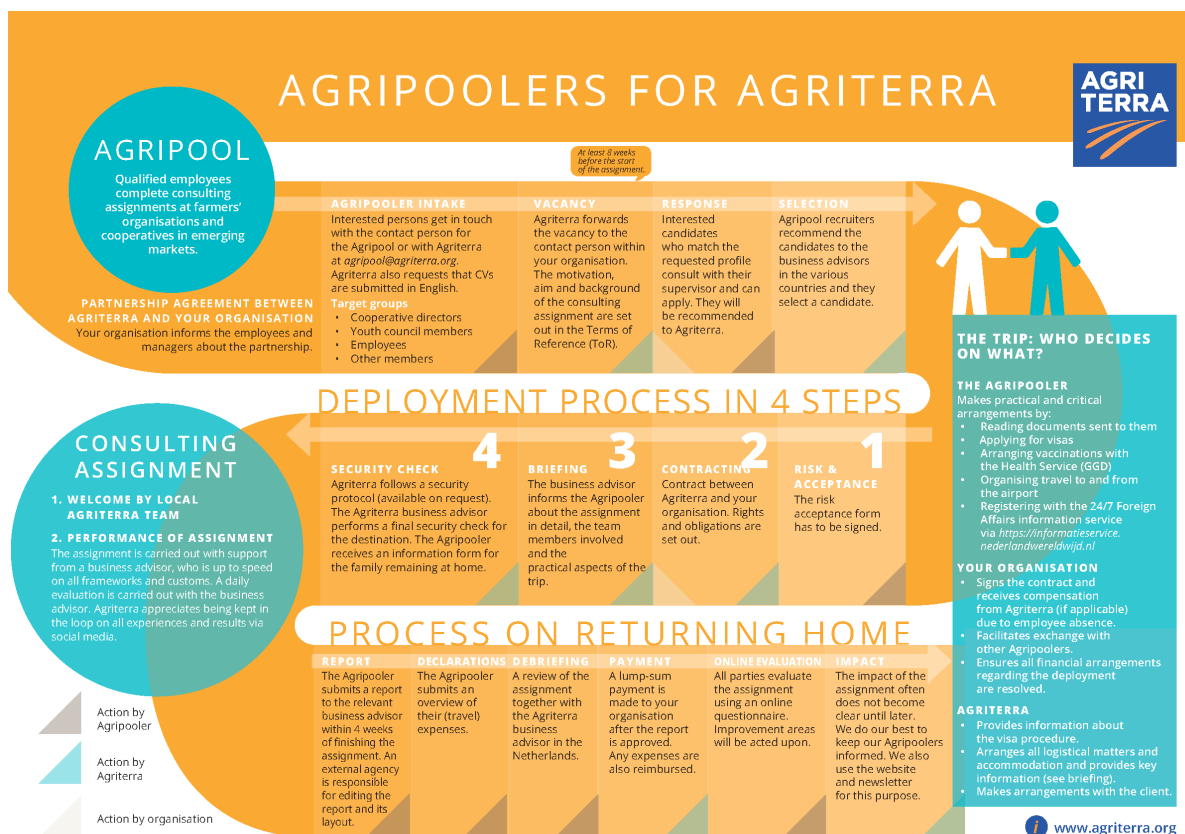 AGRIPOOLERS FOR AGRITERRA
AGRI
TERRA
AGRIPOOL
Qualified employees
complete consulting
assignments at farmers’
organisations and
cooperatives in emerging
markets.
PARTNERSHIP AGREEMENT BETWEEN
AGRITERRA AND YOUR ORGANISATION
Your organisation informs the employees and
managers about the partnership.
At least 8 weeks
before the start
of the assignment.
AGRIPOOLER INTAKE
Interested persons get in touch
with the contact person for
the Agripool or with Agriterra
at agripool@agriterra.org.
Agriterra also requests that CVs
are submitted in English.
Target groups
• Cooperative directors
• Youth council members
• Employees
• Other members
VACANCY
Agriterra forwards
the vacancy to the
contact person within
your organisation.
The motivation,
aim and background
of the consulting
assignment are set
out in the Terms of
Reference (ToR).
RESPONSE
Interested
candidates
who match the
requested profile
consult with their
supervisor and can
apply. They will
be recommended
to Agriterra.
SELECTION
Agripool recruiters
recommend the
candidates to the
business advisors
in the various
countries and they
select a candidate.
THE TRIP: WHO DECIDES
ON WHAT?
THE AGRIPOOLER
Makes practical and critical
arrangements by:
• Reading documents sent to them
• Applying for visas
• Arranging vaccinations with
the Health Service (GGD)
• Organising travel to and from
the airport
• Registering with the 24/7 Foreign
Affairs information service
via https://informatieservice.
nederlandwereldwijd.nl
YOUR ORGANISATION
• Signs the contract and
receives compensation
from Agriterra (if applicable)
due to employee absence.
• Facilitates exchange with
other Agripoolers.
• Ensures all financial arrangements
regarding the deployment
are resolved.
AGRITERRA
• Provides information about
the visa procedure.
• Arranges all logistical matters and
accommodation and provides key
information (see briefing).
• Makes arrangements with the client.
DEPLOYMENT PROCESS IN 4 STEPS
4
SECURITY CHECK
Agriterra follows a security
protocol (available on request).
The Agriterra business advisor
performs a final security check for
the destination. The Agripooler
receives an information form for
the family remaining at home.
3
BRIEFING
The business advisor
informs the Agripooler
about the assignment
in detail, the team
members involved
and the
practical aspects of the
trip.
2
CONTRACTING
Contract between
Agriterra and your
organisation. Rights
and obligations are
set out.
1
RISK &
ACCEPTANCE
The risk
acceptance form
has to be signed.
CONSULTING
ASSIGNMENT
1. WELCOME BY LOCAL
AGRITERRA TEAM
2. PERFORMANCE OF ASSIGNMENT
The assignment is carried out with support
from a business advisor, who is up to speed
on all frameworks and customs. A daily
evaluation is carried out with the business
advisor. Agriterra appreciates being kept in
the loop on all experiences and results via
social media.
PROCESS ON RETURNING HOME
REPORT
The Agripooler
submits a report
to the relevant
business advisor
within 4 weeks
of finishing the
assignment. An
external agency
is responsible
for editing the
report and its
layout.
DECLARATIONS
The Agripooler
submits an
overview of
their (travel)
expenses.
DEBRIEFING
A review of the
assignment
together with
the Agriterra
business
advisor in the
Netherlands.
PAYMENT
A lump-sum
payment is
made to your
organisation
after the report
is approved.
Any expenses are
also reimbursed.
ONLINE EVALUATION
All parties evaluate
the assignment
using an online
questionnaire.
Improvement areas
will be acted upon.
IMPACT
The impact of the
assignment often
does not become
clear until later.
We do our best to
keep our Agripoolers
informed. We also
use the website
and newsletter
for this purpose.
Action by
Agripooler
Action by
Agriterra
Action by organisation
i www.agriterra.org